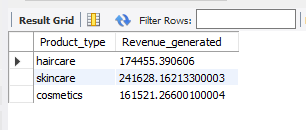 Result Grid Filter Rows:
Product_type Revenue_generated
haircare 174455.390606
skincare 241628.16213300003
cosmetics 161521.26600100004